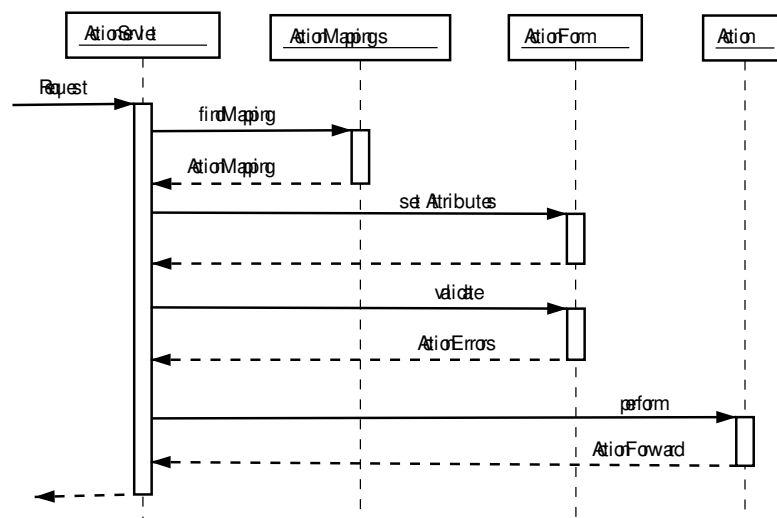 ActionServlet
ActionMappings
ActionForm
Action
Request
findMapping
ActionMapping
set Attributes
validate
ActionErrors
perform
ActionForward